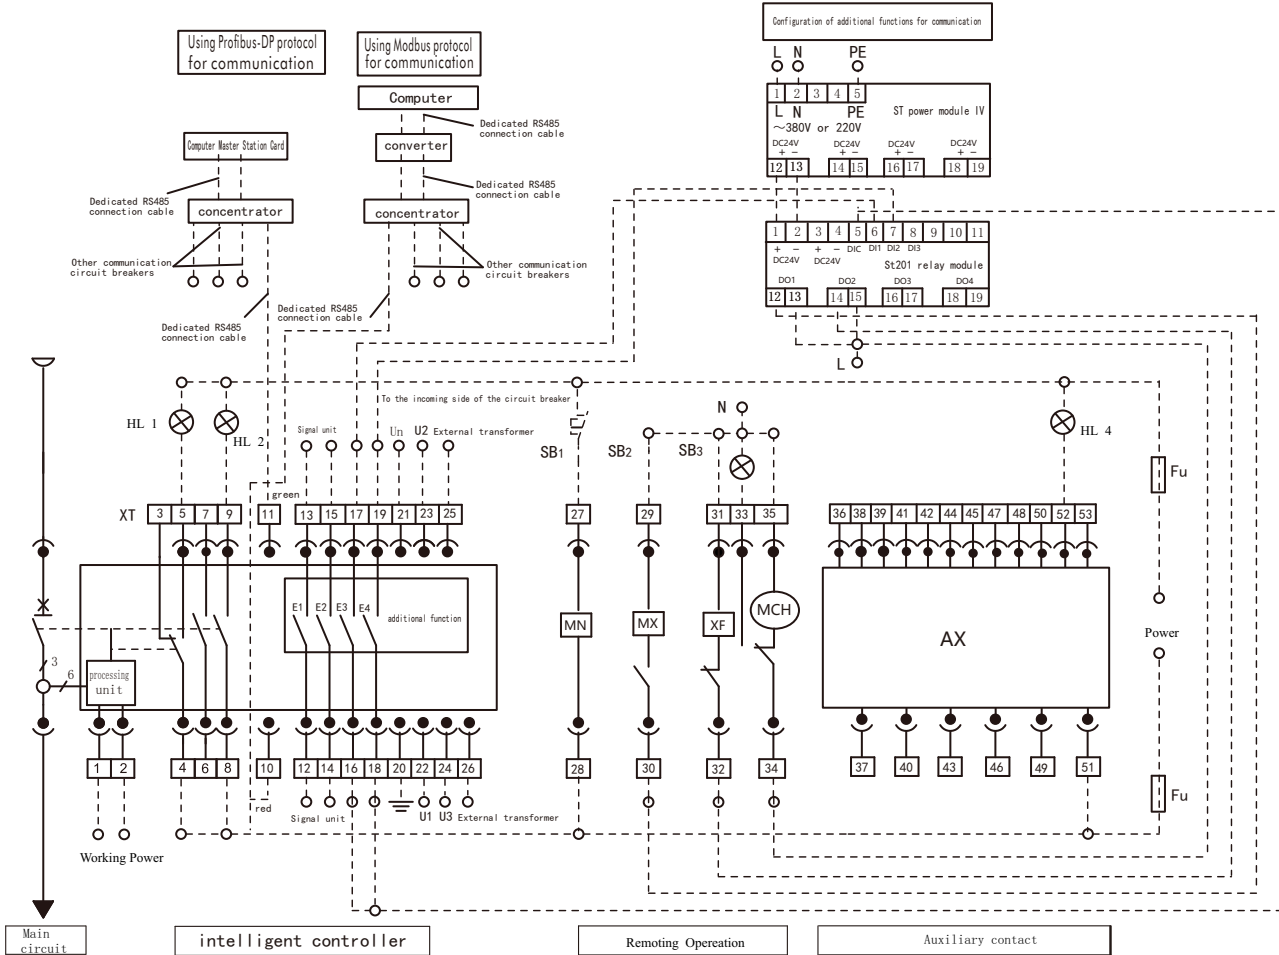 Configuration of additional functions for communication
Using Profibus-DP protocol
for communication
Using Modbus protocol
for communication
L N PE
Computer
1 2 3 4 5
L N PE
ST power module IV
~380V or 220V
Dedicated RS485
connection cable
Computer Master Station Card
converter
DC24V DC24V DC24V DC24V
+ - + - + - + -
12 13 14 15 16 17 18 19
Dedicated RS485
connection cable
Dedicated RS485
connection cable
concentrator
concentrator
1 2 3 4 5 6 7 8 9 10 11
+ - + - DIC DI1 DI2 DI3
DC24V DC24V
St201 relay module
Other communication
circuit breakers
Other communication
circuit breakers
DO1 DO2 DO3 DO4
12 13 14 15 16 17 18 19
Dedicated RS485
connection cable
Dedicated RS485
connection cable
L
To the incoming side of the circuit breaker
N
HL 1
HL 2
Signal unit
Un U2 External transformer
SB1
SB2
SB3
HL 4
Fu
green
XT
3 5 7 9 11 13 15 17 19 21 23 25 27 29 31 33 35 36 38 39 41 42 44 45 47 48 50 52 53
E1 E2 E3 E4
additional function
MN
MX
XF
MCH
AX
Power
3
6
processing
unit
1 2 4 6 8 10 12 14 16 18 20 22 24 26 28 30 32 34 37 40 43 46 49 51
red
Signal unit
U1 U3 External transformer
Fu
Working Power
Main
circuit
intelligent controller
Remoting Opereation
Auxiliary contact